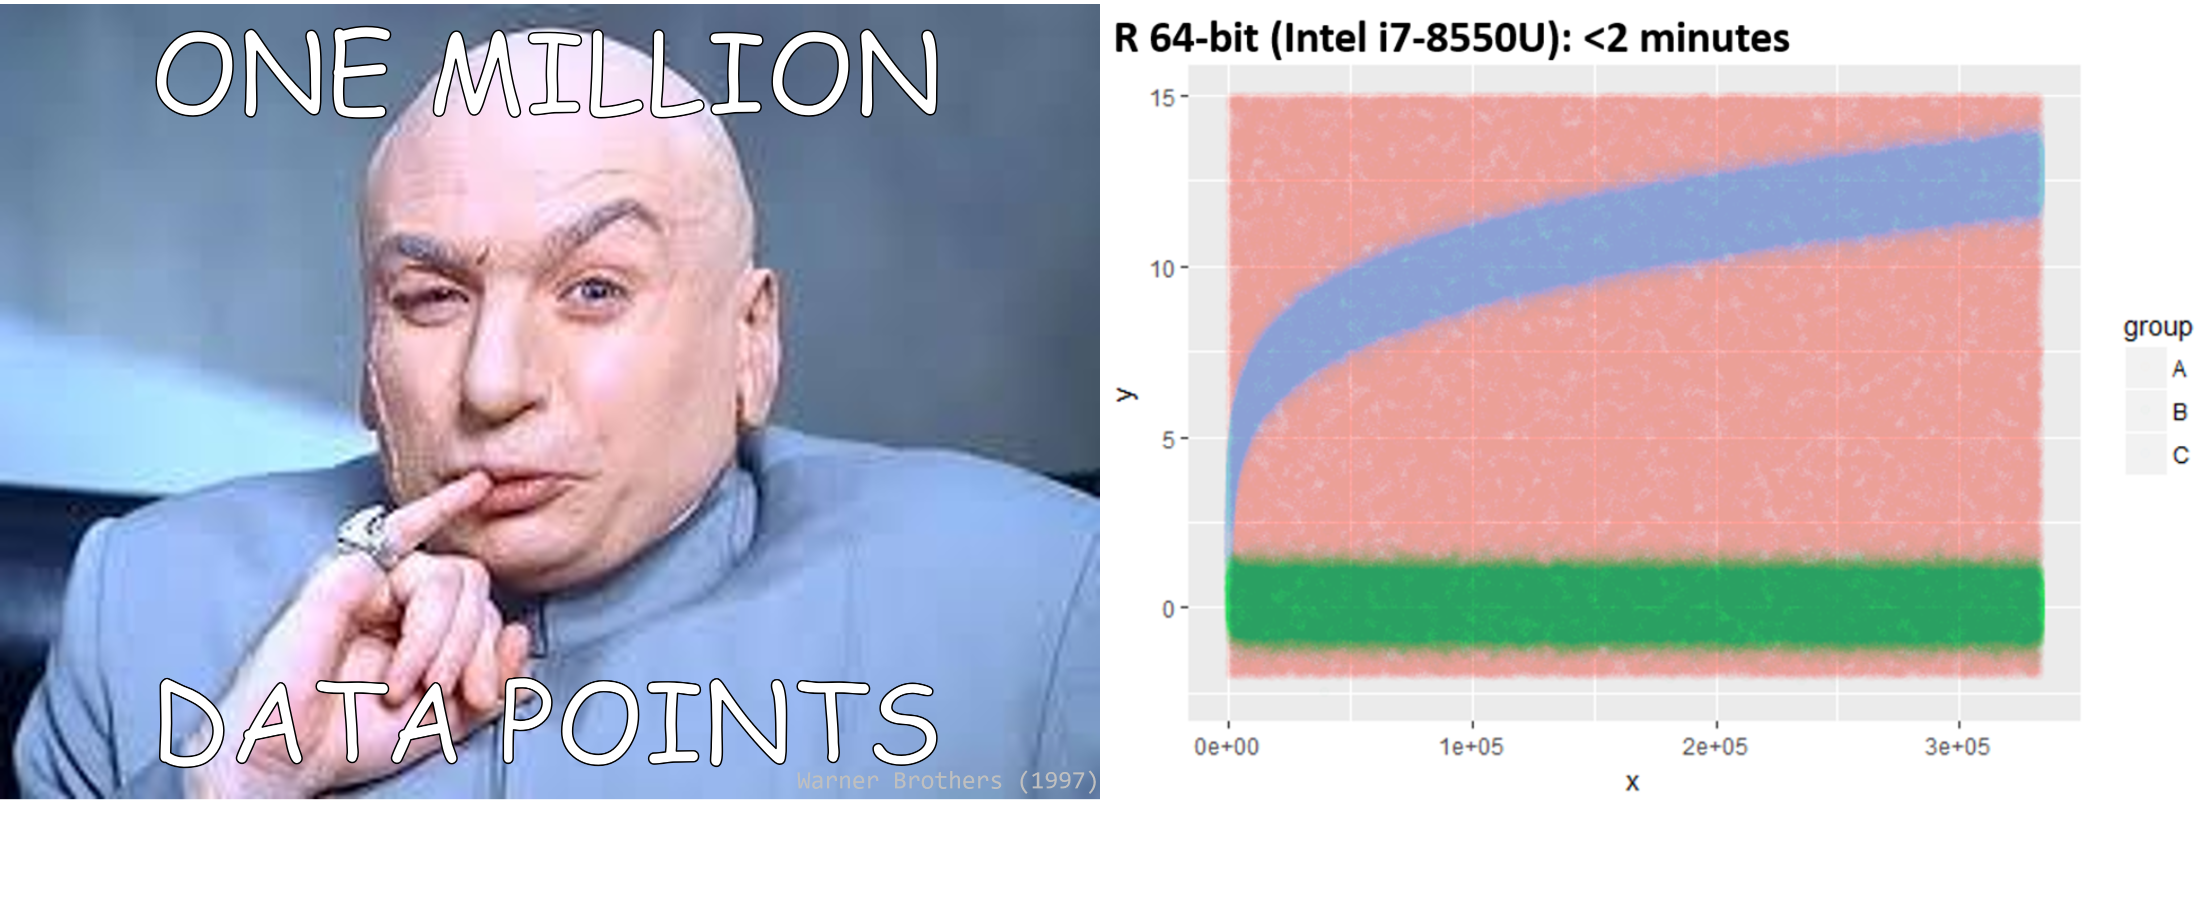 ONE MILLION
DATA POINTS
Warner Brothers (1997)
R 64-bit (Intel i7-8550U): <2 minutes
15
10
5
0
y
0e+00 1e+05 2e+05 3e+05
x
group
A
B
C